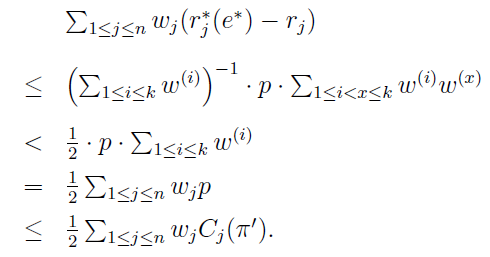 ∑_{1≤j≤n} w_j(r_j^*(e^*) − r_j)
≤ (∑_{1≤i≤k} w^{(i)})^{−1} · p · ∑_{1≤i<x≤k} w^{(i)}w^{(x)}
< 1/2 · p · ∑_{1≤i≤k} w^{(i)}
= 1/2 ∑_{1≤j≤n} w_j p
≤ 1/2 ∑_{1≤j≤n} w_j C_j(π′).